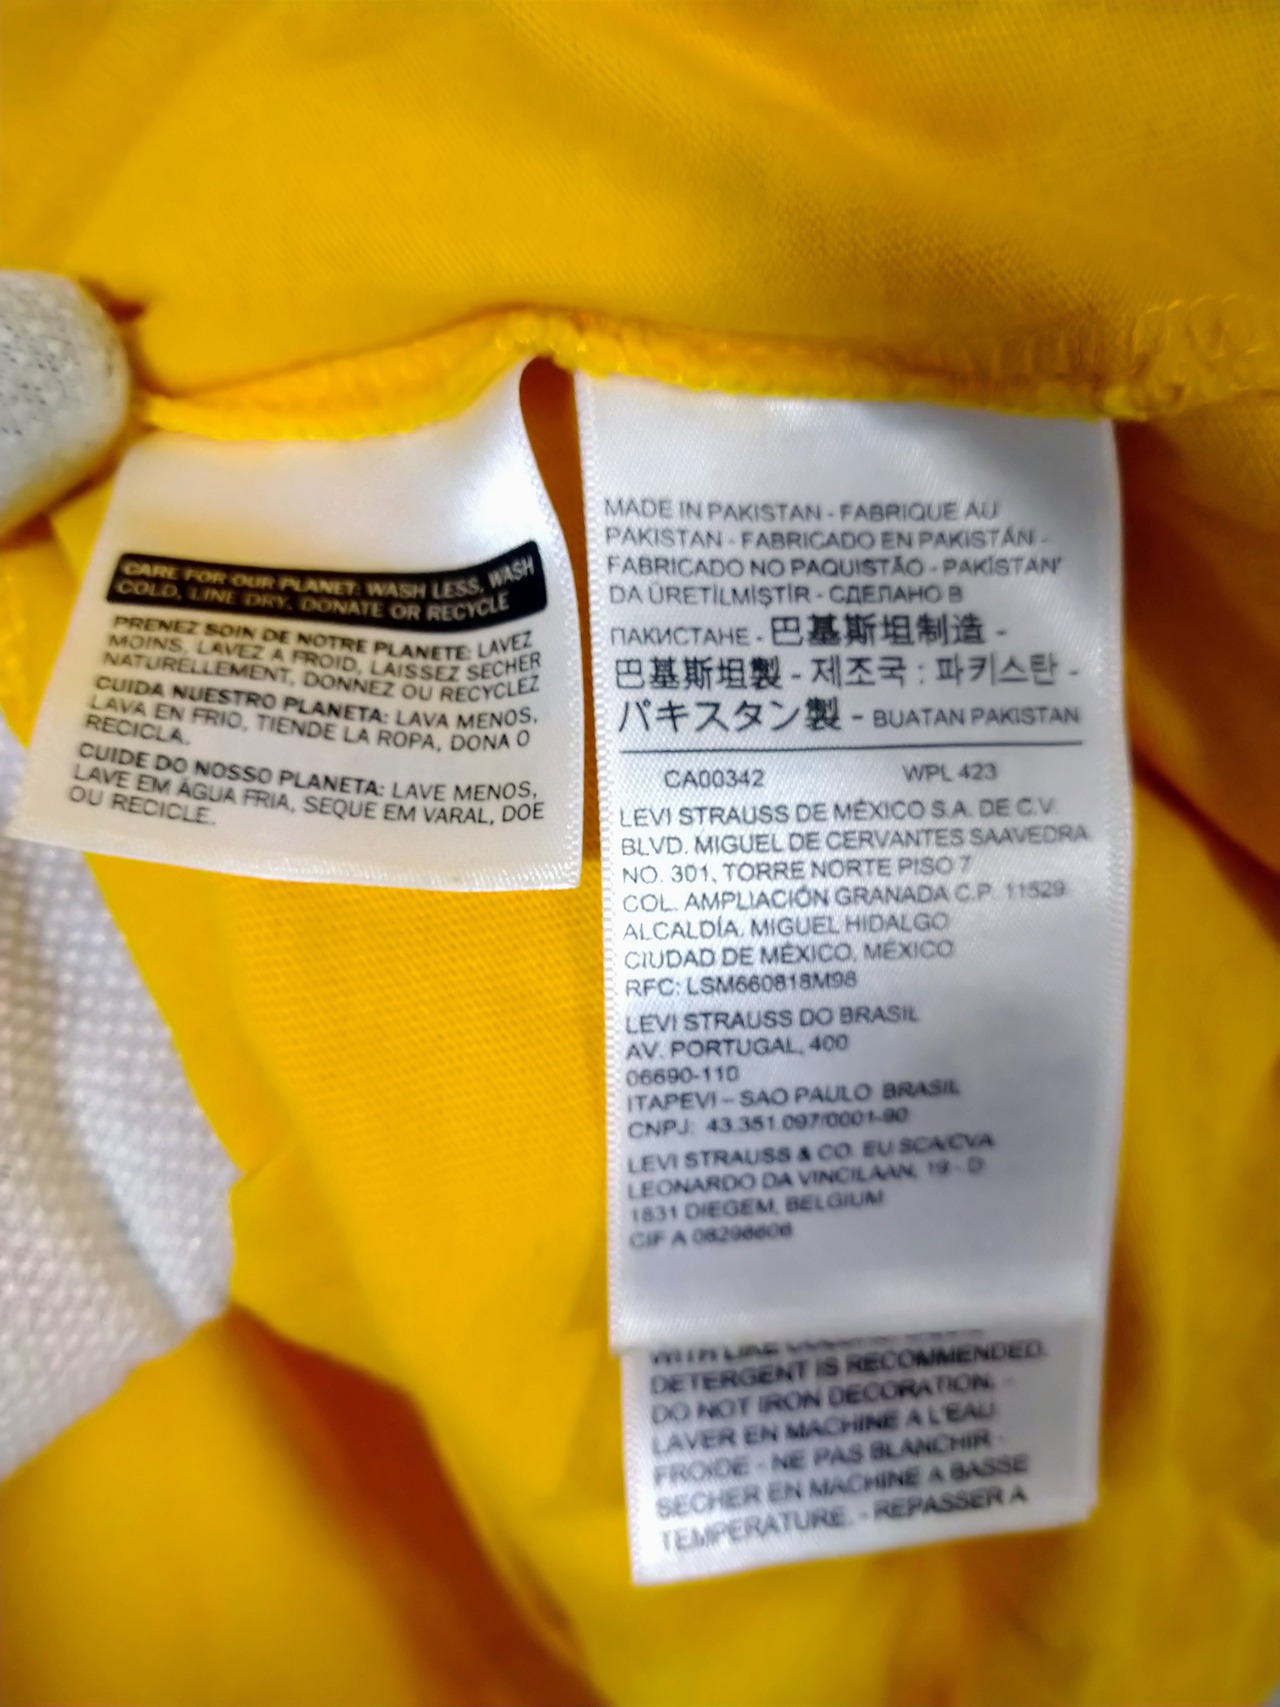 CARE FOR OUR PLANET: WASH LESS, WASH
COLD, LINE DRY, DONATE OR RECYCLE
PRENEZ SOIN DE NOTRE PLANETE: LAVEZ
MOINS, LAVEZ A FROID, LAISSEZ SECHER
NATURELLEMENT, DONNEZ OU RECYCLEZ
CUIDA NUESTRO PLANETA: LAVA MENOS,
LAVA EN FRIO, TIENDE LA ROPA, DONA O
RECICLA.
CUIDE DO NOSSO PLANETA: LAVE MENOS,
LAVE EM ÁGUA FRIA, SEQUE EM VARAL, DOE
OU RECICLE.
MADE IN PAKISTAN - FABRIQUE AU
PAKISTAN - FABRICADO EN PAKISTÁN -
FABRICADO NO PAQUISTÃO - PAKİSTAN'
DA ÜRETİLMİŞTİR - СДЕЛАНО В
ПАКИСТАНЕ - 巴基斯坦制造 -
巴基斯坦製 - 제조국 : 파키스탄 -
パキスタン製 - BUATAN PAKISTAN
CA00342 WPL 423
LEVI STRAUSS DE MÉXICO S.A. DE C.V.
BLVD. MIGUEL DE CERVANTES SAAVEDRA
NO. 301, TORRE NORTE PISO 7
COL. AMPLIACIÓN GRANADA C.P. 11529
ALCALDÍA. MIGUEL HIDALGO
CIUDAD DE MÉXICO, MÉXICO
RFC: LSM660818M98
LEVI STRAUSS DO BRASIL
AV. PORTUGAL, 400
06690-110
ITAPEVI – SAO PAULO BRASIL
CNPJ: 43.351.097/0001-90
LEVI STRAUSS & CO. EU SCA/CVA
LEONARDO DA VINCILAAN, 19 - D
1831 DIEGEM, BELGIUM
CIF A 08298606
WITH LIKE
DETERGENT IS RECOMMENDED.
DO NOT IRON DECORATION. -
LAVER EN MACHINE A L'EAU
FROIDE - NE PAS BLANCHIR -
SECHER EN MACHINE A BASSE
TEMPERATURE. - REPASSER A